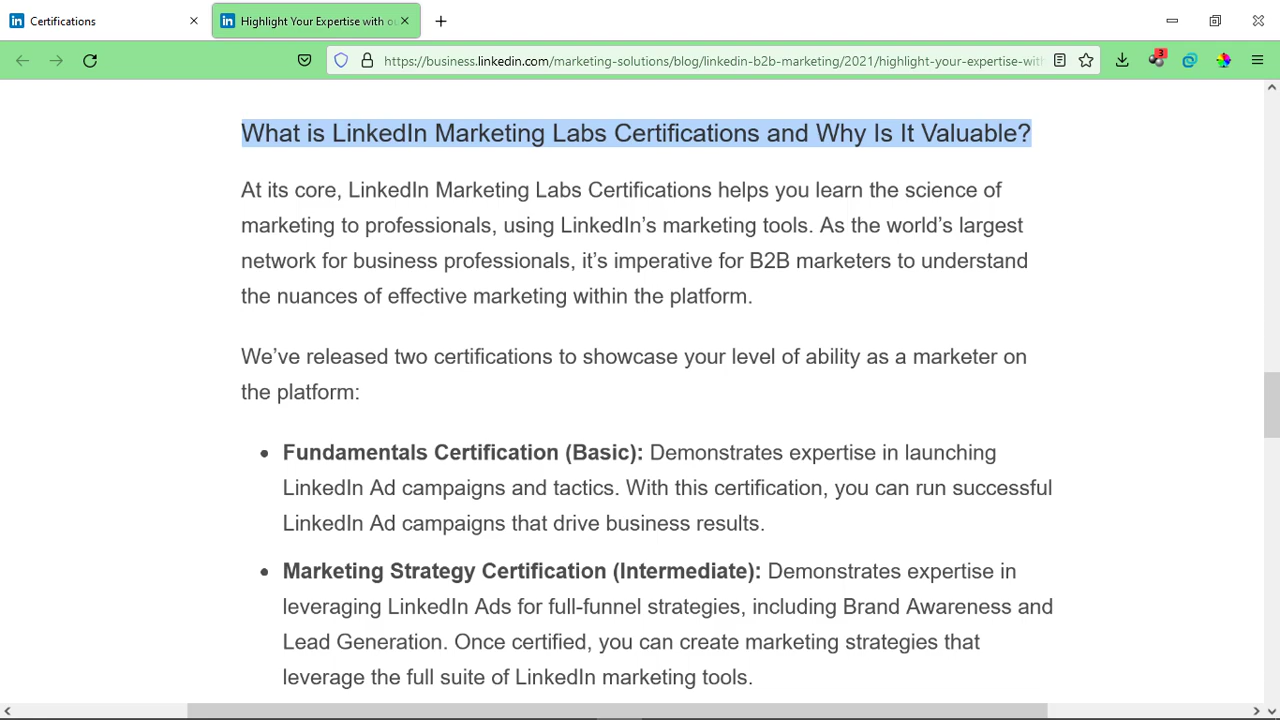 Certifications
Highlight Your Expertise with ou
3
https://business.linkedin.com/marketing-solutions/blog/linkedin-b2b-marketing/2021/highlight-your-expertise-with
What is LinkedIn Marketing Labs Certifications and Why Is It Valuable?
At its core, LinkedIn Marketing Labs Certifications helps you learn the science of
marketing to professionals, using LinkedIn’s marketing tools. As the world’s largest
network for business professionals, it’s imperative for B2B marketers to understand
the nuances of effective marketing within the platform.
We’ve released two certifications to showcase your level of ability as a marketer on
the platform:
• Fundamentals Certification (Basic): Demonstrates expertise in launching
LinkedIn Ad campaigns and tactics. With this certification, you can run successful
LinkedIn Ad campaigns that drive business results.
• Marketing Strategy Certification (Intermediate): Demonstrates expertise in
leveraging LinkedIn Ads for full-funnel strategies, including Brand Awareness and
Lead Generation. Once certified, you can create marketing strategies that
leverage the full suite of LinkedIn marketing tools.